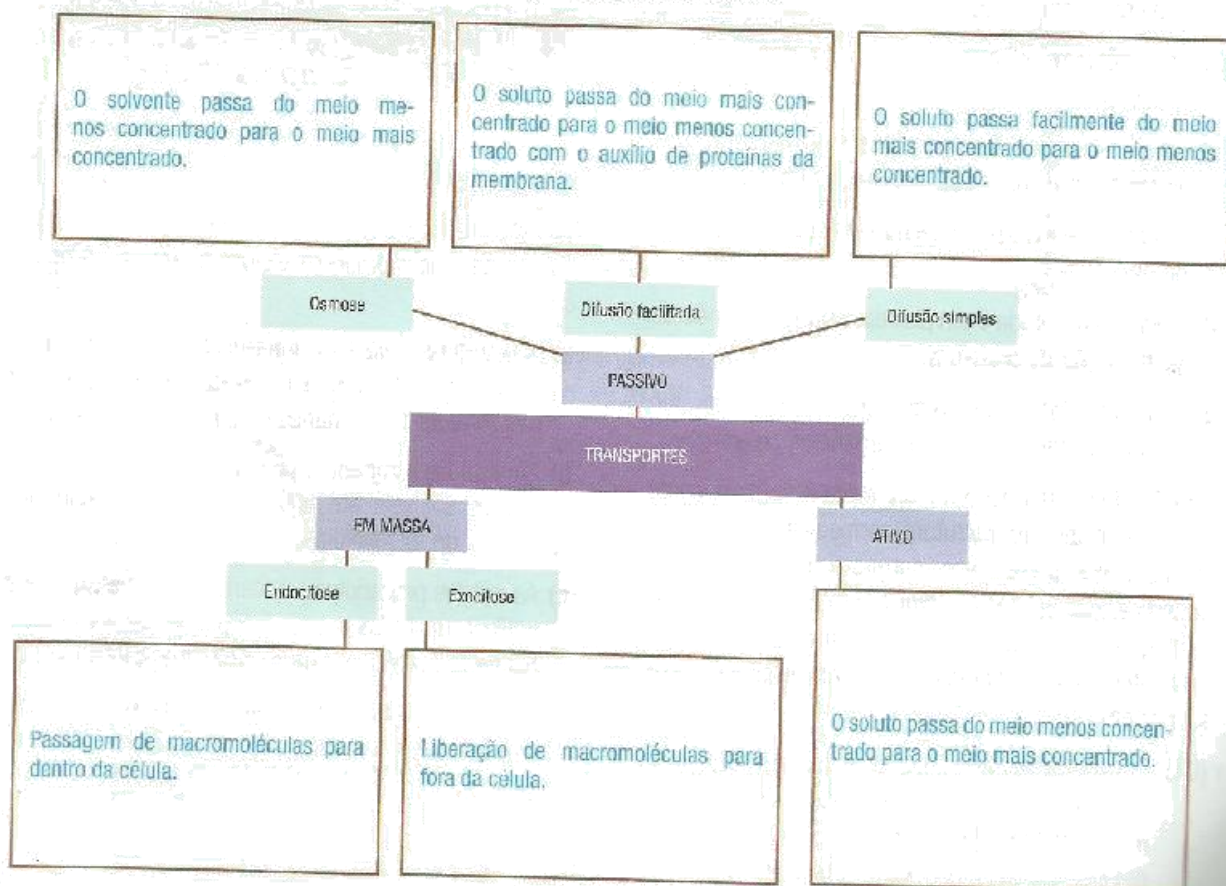 O solvente passa do meio me-
nos concentrado para o meio mais
concentrado.
O soluto passa do meio mais con-
centrado para o meio menos concen-
trado com o auxílio de proteínas da
membrana.
O soluto passa facilmente do meio
mais concentrado para o meio menos
concentrado.
Osmose
Difusão facilitada
Difusão simples
PASSIVO
TRANSPORTES
EM MASSA
ATIVO
Endocitose
Exocitose
Passagem de macromoléculas para
dentro da célula.
Liberação de macromoléculas para
fora da célula.
O soluto passa do meio menos concen-
trado para o meio mais concentrado.